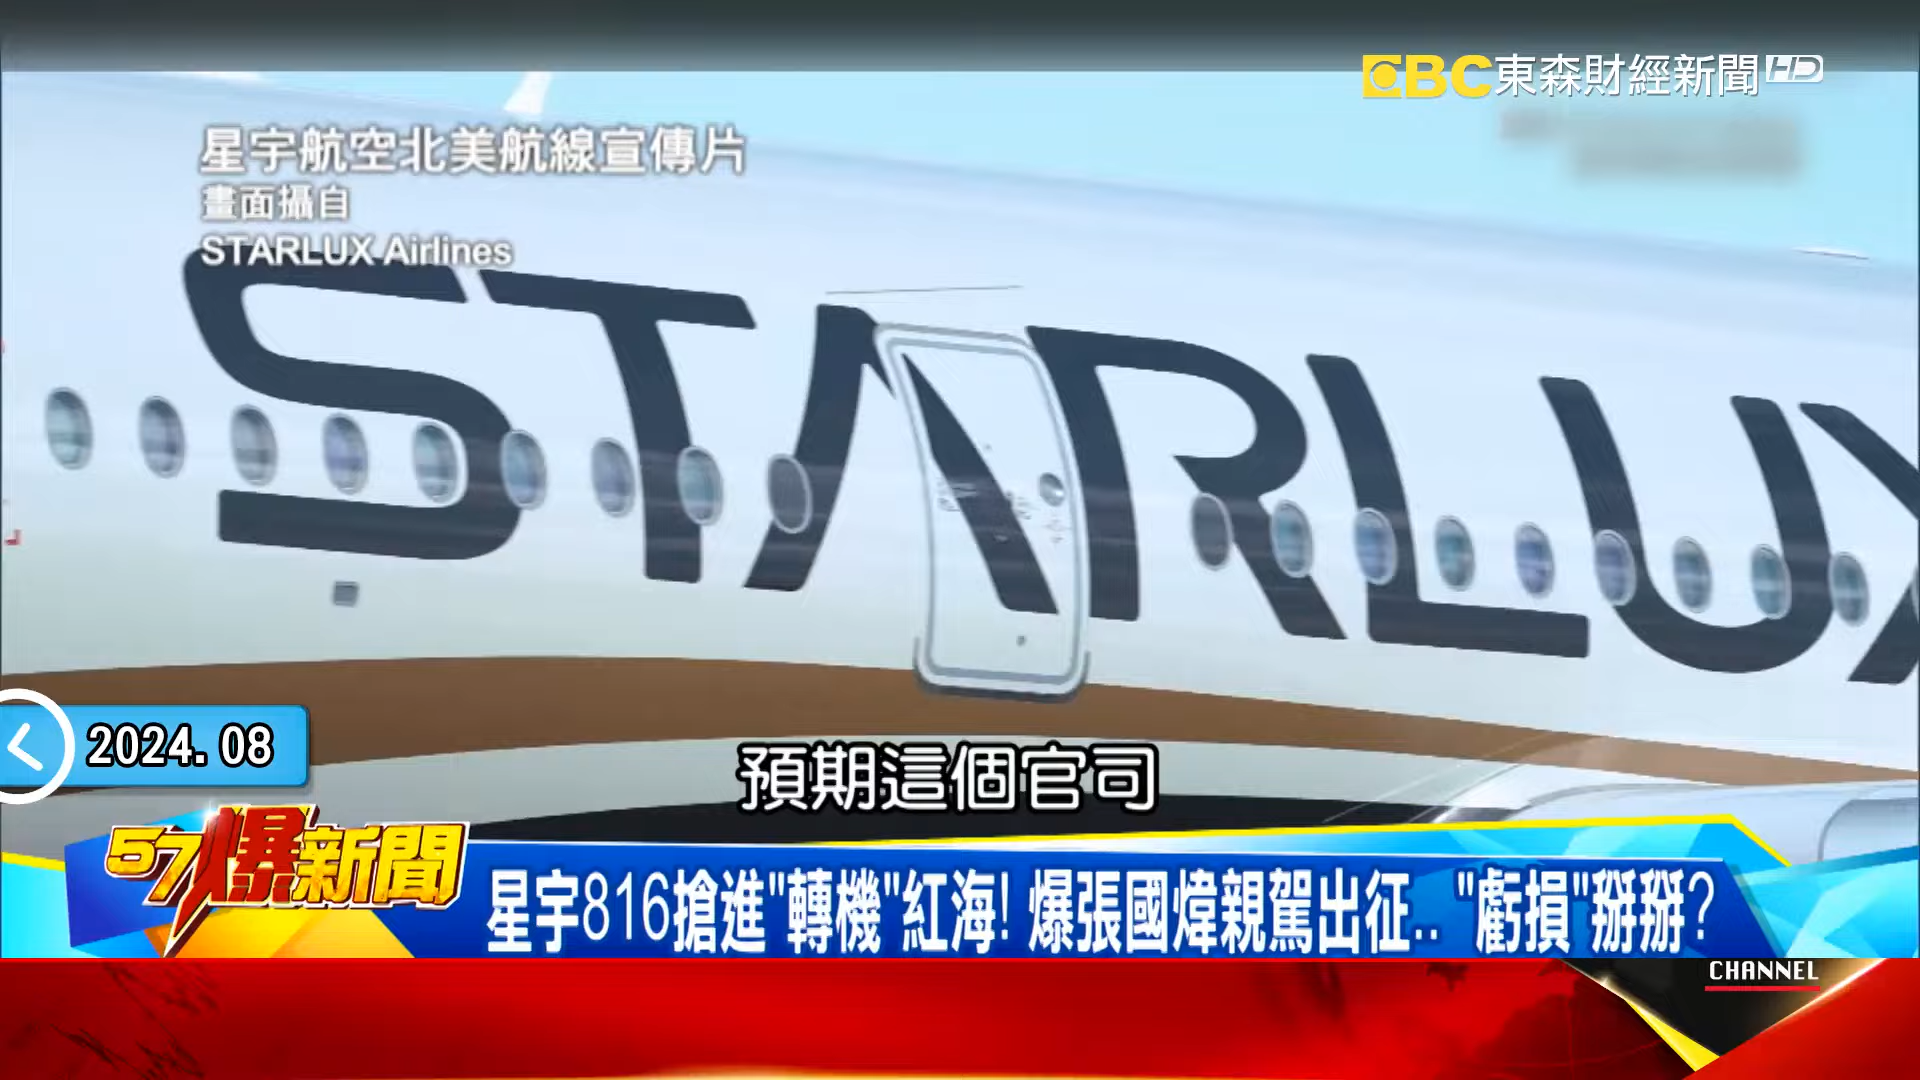 EBC東森財經新聞HD
星宇航空北美航線宣傳片
畫面攝自
STARLUX Airlines
STARLUX
2024.08
預期這個官司
57爆新聞
星宇816搶進"轉機"紅海!爆張國煒親駕出征.."虧損"掰掰?
CHANNEL